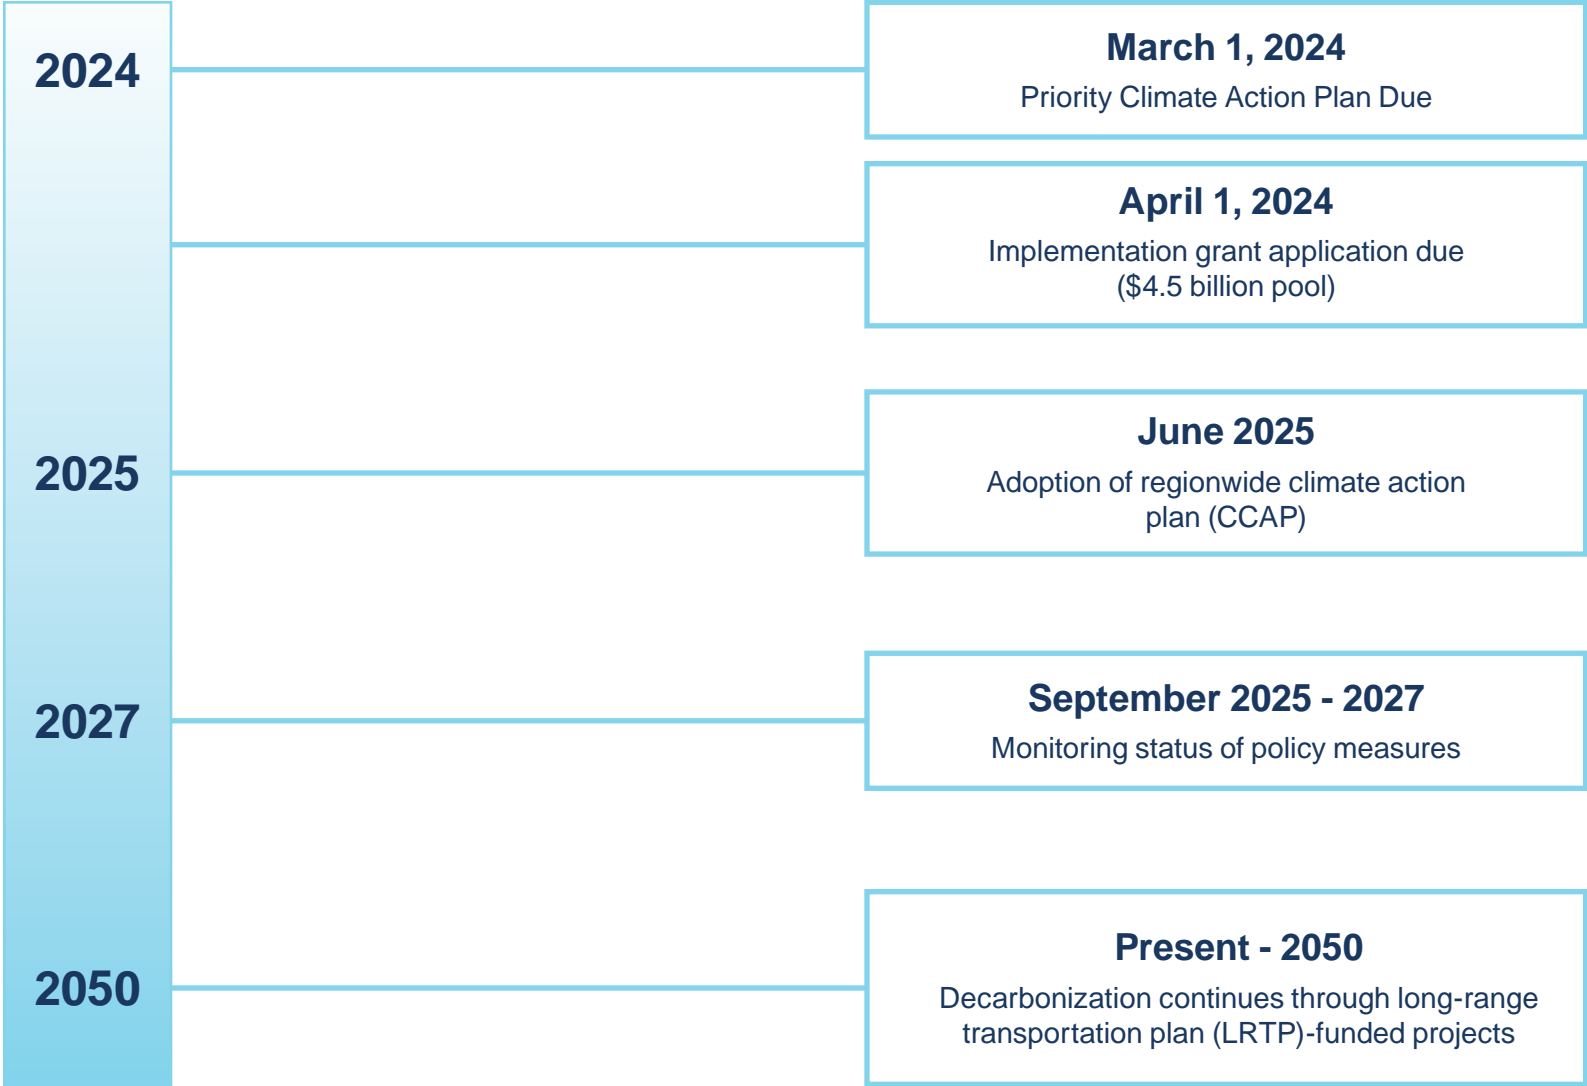 2024
March 1, 2024
Priority Climate Action Plan Due
April 1, 2024
Implementation grant application due
($4.5 billion pool)
2025
June 2025
Adoption of regionwide climate action
plan (CCAP)
2027
September 2025 - 2027
Monitoring status of policy measures
2050
Present - 2050
Decarbonization continues through long-range
transportation plan (LRTP)-funded projects